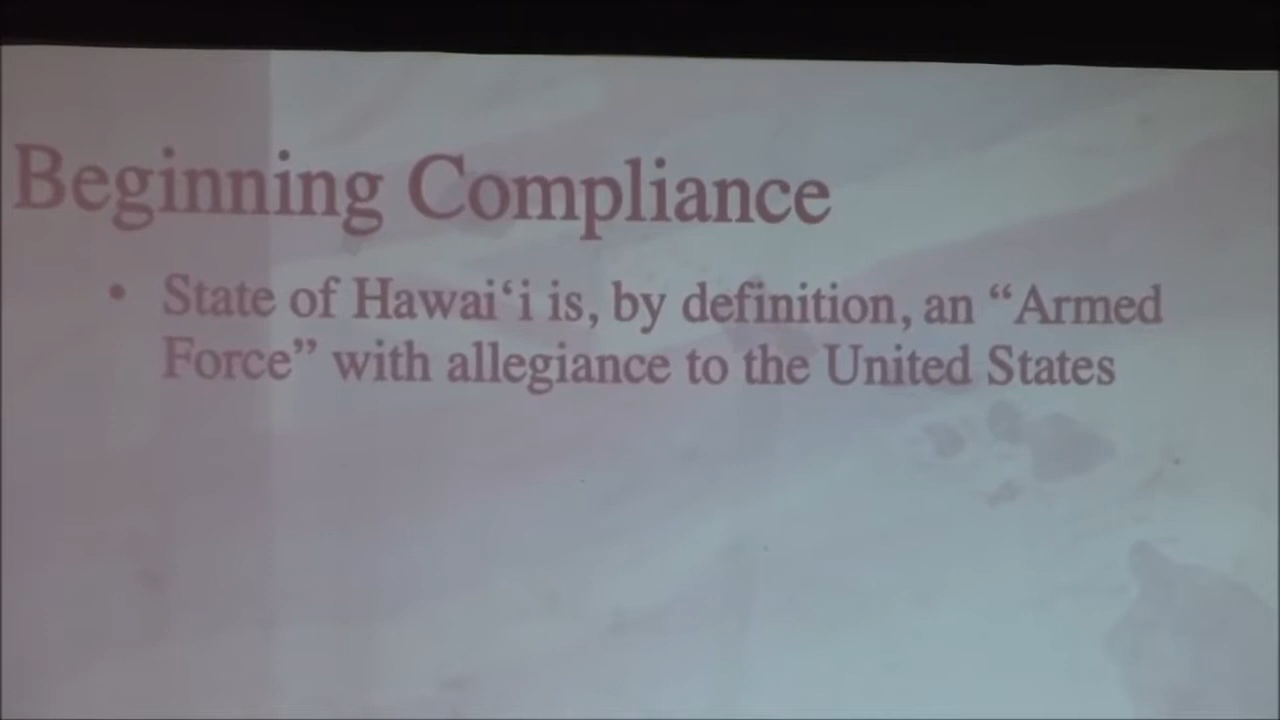 Beginning Compliance
• State of Hawai‘i is, by definition, an “Armed
Force” with allegiance to the United States